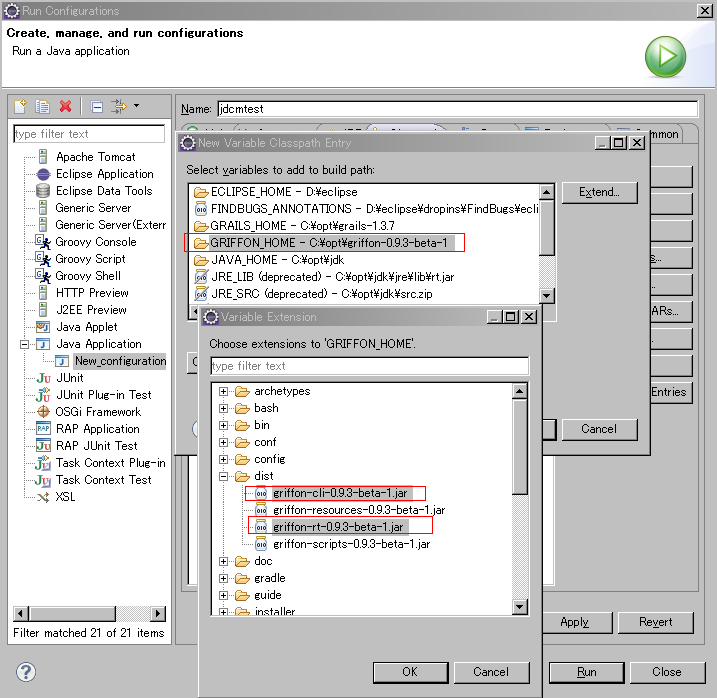 Run Configurations
Create, manage, and run configurations
Run a Java application
Name: jdcmtest
type filter text
Apache Tomcat
Eclipse Application
Eclipse Data Tools
Generic Server
Generic Server(Extern
Groovy Console
Groovy Script
Groovy Shell
HTTP Preview
J2EE Preview
Java Applet
Java Application
New_configuration
JUnit
JUnit Plug-in Test
OSGi Framework
RAP Application
RAP JUnit Test
Task Context Plug-in
Task Context Test
XSL
Filter matched 21 of 21 items
mmon
ARs...
Entries
New Variable Classpath Entry
Select variables to add to build path:
ECLIPSE_HOME - D:¥eclipse
FINDBUGS_ANNOTATIONS - D:¥eclipse¥dropins¥FindBugs¥ecli
GRAILS_HOME - C:¥opt¥grails-1.3.7
GRIFFON_HOME - C:¥opt¥griffon-0.9.3-beta-1
JAVA_HOME - C:¥opt¥jdk
JRE_LIB (deprecated) - C:¥opt¥jdk¥jre¥lib¥rt.jar
JRE_SRC (deprecated) - C:¥opt¥jdk¥src.zip
Extend...
Cancel
Variable Extension
Choose extensions to 'GRIFFON_HOME'.
type filter text
archetypes
bash
bin
conf
config
dist
griffon-cli-0.9.3-beta-1.jar
griffon-resources-0.9.3-beta-1.jar
griffon-rt-0.9.3-beta-1.jar
griffon-scripts-0.9.3-beta-1.jar
doc
gradle
guide
installer
OK Cancel
Apply Revert
Run Close